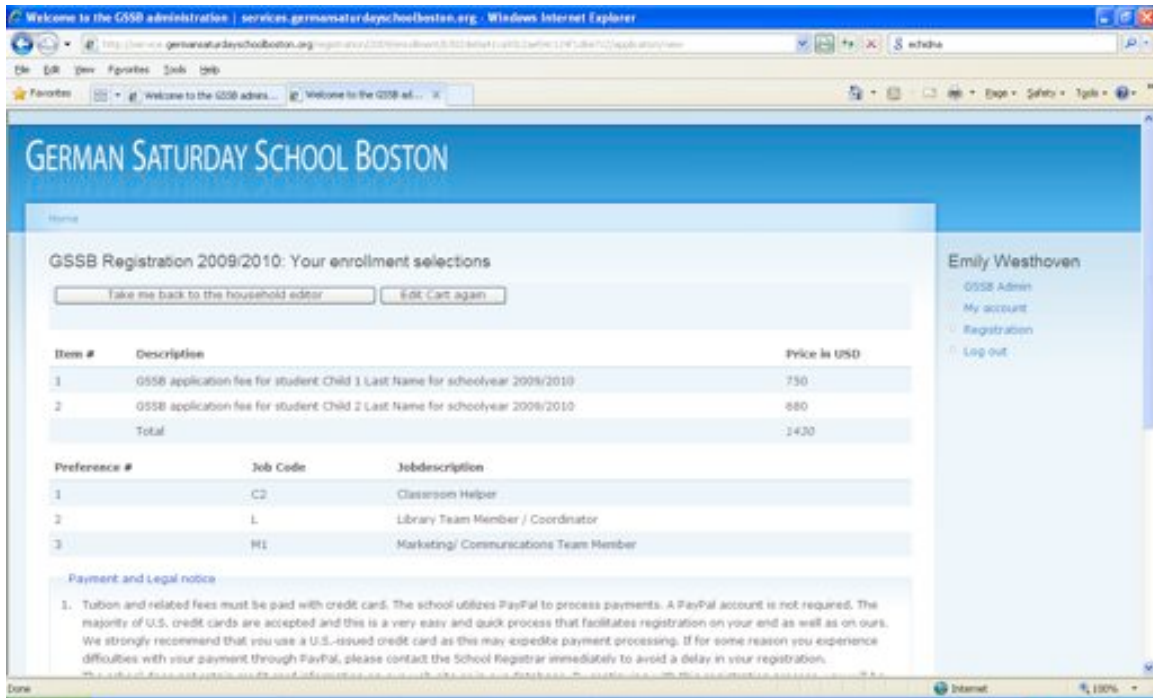 Welcome to the GSSB administration | services.germansaturdayschoolboston.org - Windows Internet Explorer
germansaturdayschoolboston.org
echidna
File Edit View Favorites Tools Help
Favorites Welcome to the GSSB admini... Welcome to the GSSB ad... X Page Safety Tools
GERMAN SATURDAY SCHOOL BOSTON
Home
GSSB Registration 2009/2010: Your enrollment selections
Take me back to the household editor Edit Cart again
Emily Westhoven
GSSB Admin
My account
Registration
Log out
Item # Description Price in USD
1 GSSB application fee for student Child 1 Last Name for schoolyear 2009/2010 750
2 GSSB application fee for student Child 2 Last Name for schoolyear 2009/2010 680
Total 1430
Preference # Job Code Jobdescription
1 C2 Classroom Helper
2 L Library Team Member / Coordinator
3 M1 Marketing/ Communications Team Member
Payment and Legal notice
1. Tuition and related fees must be paid with credit card. The school utilizes PayPal to process payments. A PayPal account is not required. The
majority of U.S. credit cards are accepted and this is a very easy and quick process that facilitates registration on your end as well as on ours.
We strongly recommend that you use a U.S.-issued credit card as this may expedite payment processing. If for some reason you experience
difficulties with your payment through PayPal, please contact the School Registrar immediately to avoid a delay in your registration.
Done Internet 100%